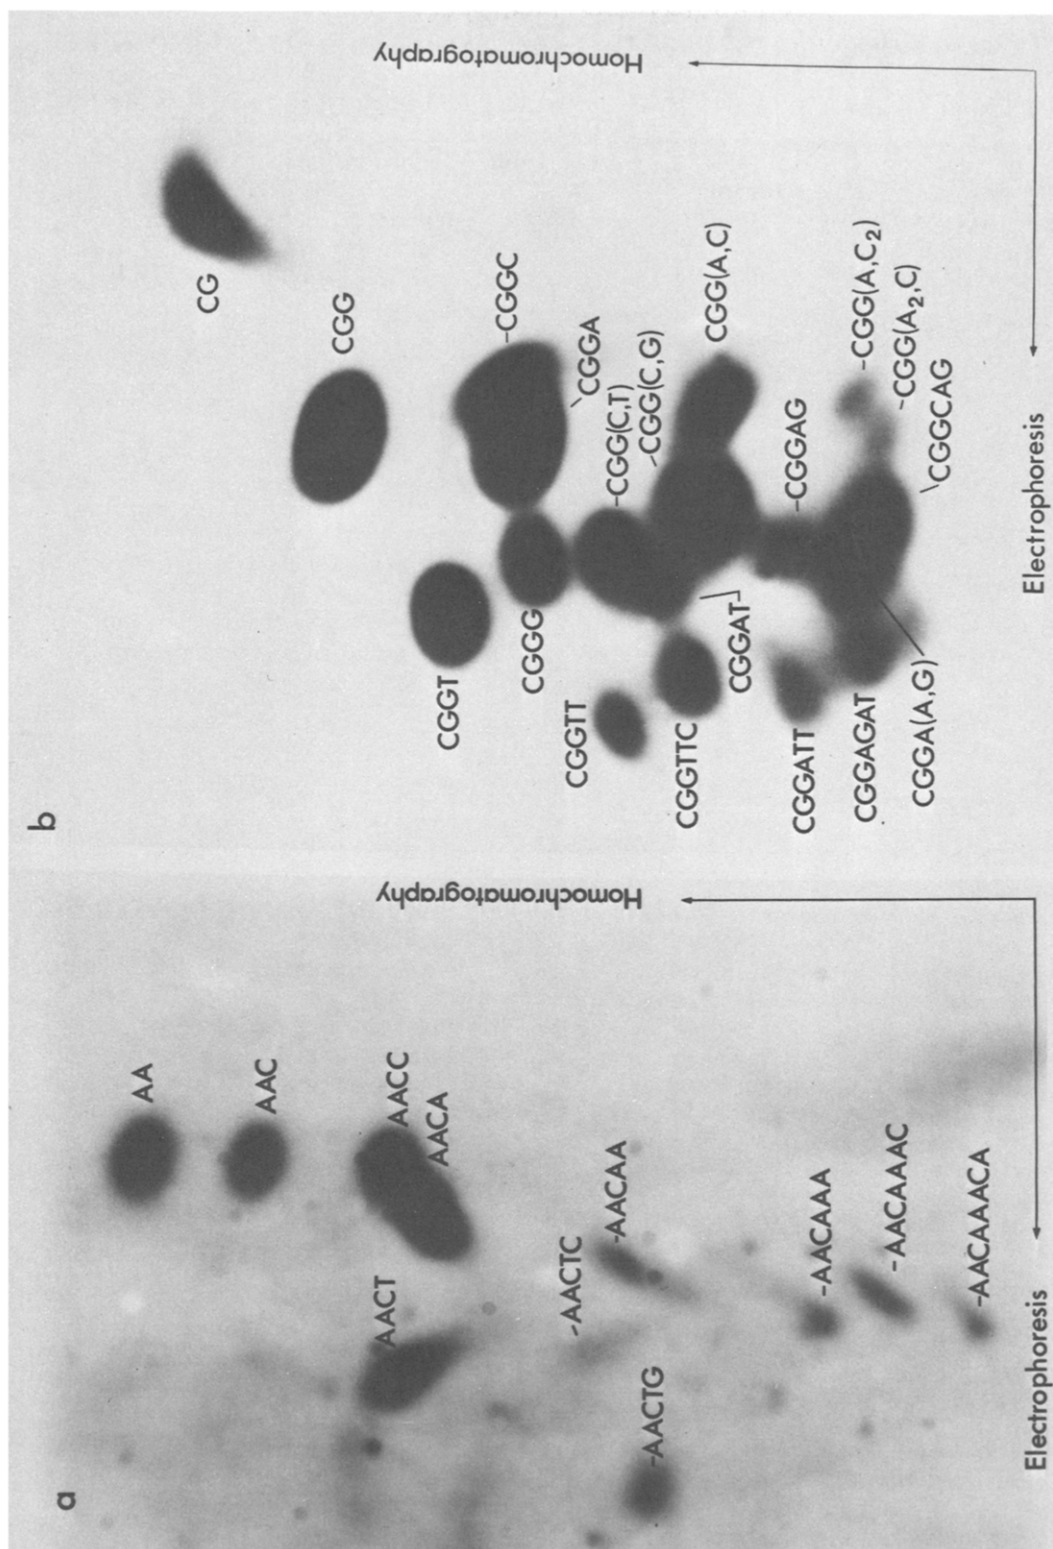 a
AA
AAC
AACC
AACA
AACT
-AACTC
-AACAA
-AACTG
-AACAAA
-AACAAAC
-AACAAACA
Homochromatography
Electrophoresis
b
CG
CGG
-CGGC
CGGA
CGGT
CGGG
-CGG(C,T)
-CGG(C,G)
CGG(A,C)
CGGTT
CGGTTC
CGGAT
-CGGAG
CGGATT
CGGAGAT
CGGA(A,G)
-CGG(A,C₂)
-CGG(A₂,C)
CGGCAG
Homochromatography
Electrophoresis